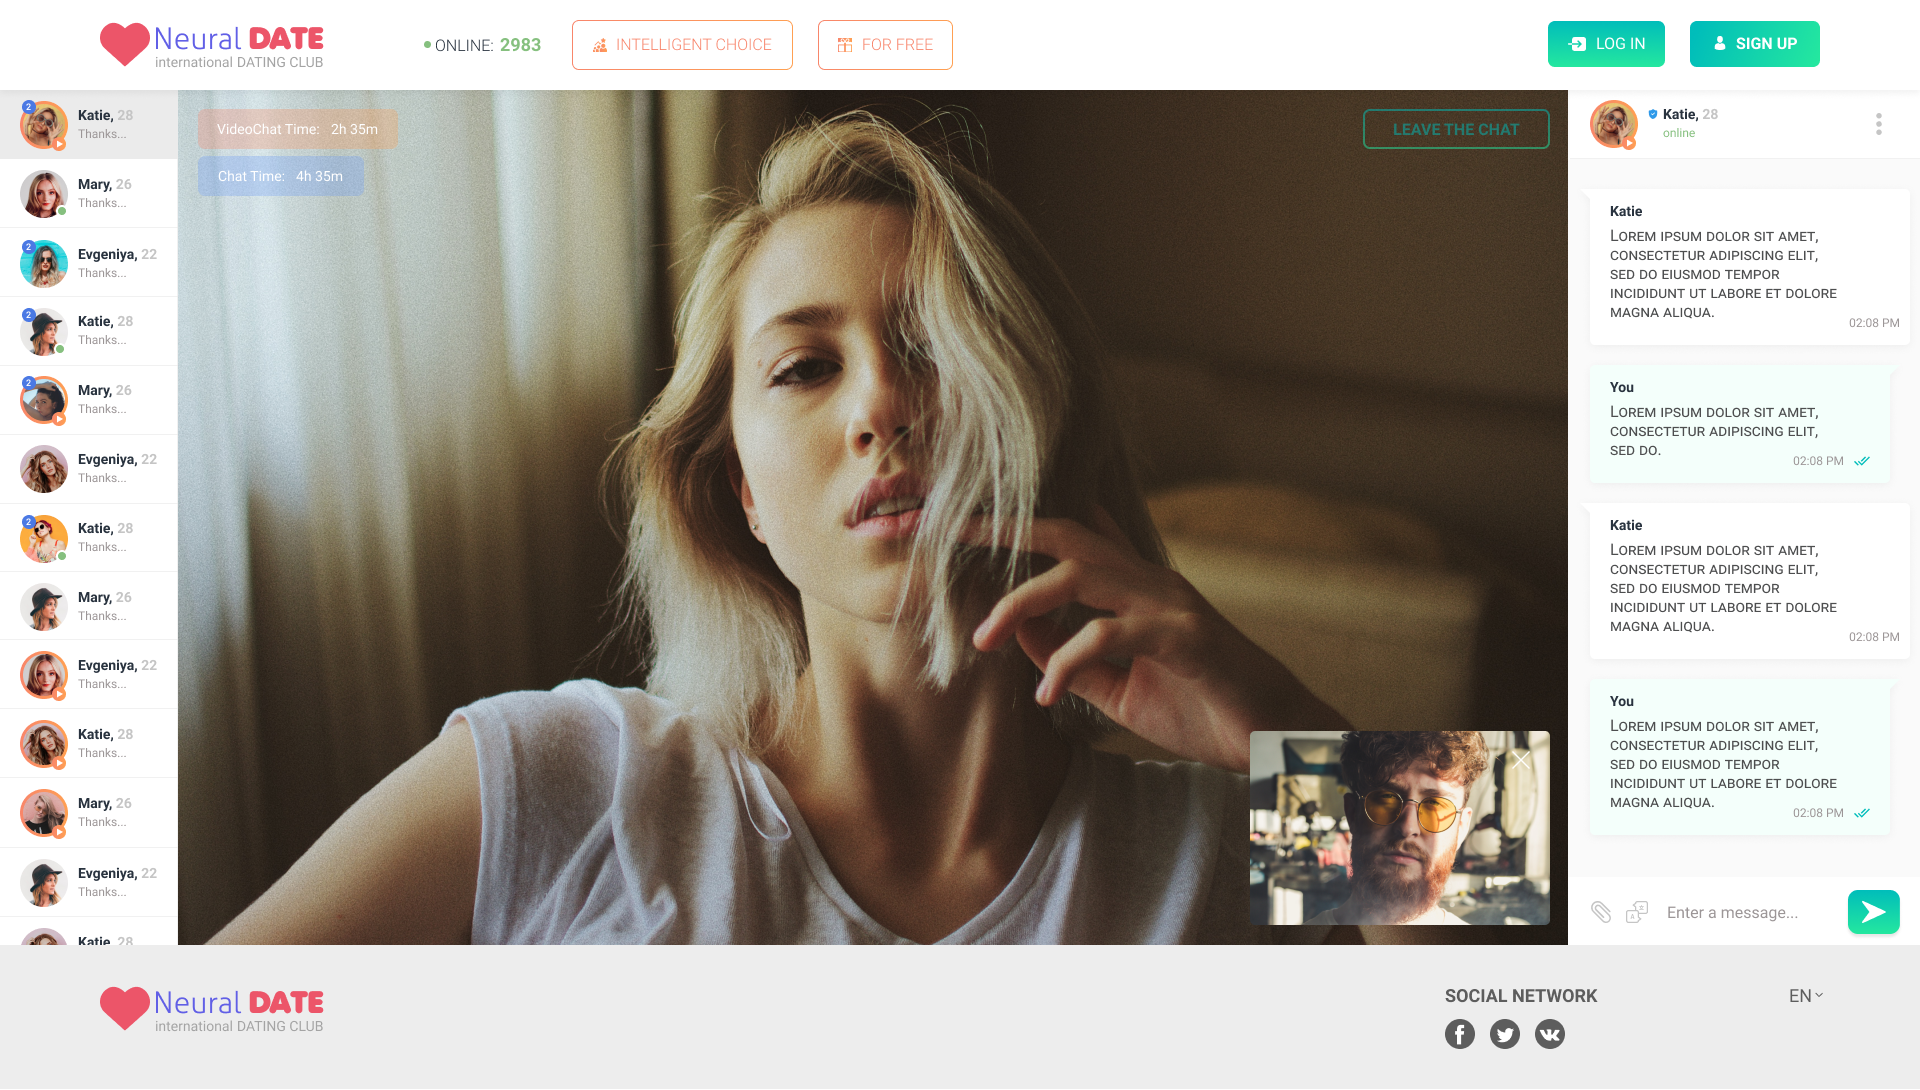 Neural DATE
international DATING CLUB
ONLINE: 2983
INTELLIGENT CHOICE
FOR FREE
LOG IN
SIGN UP
2
Katie, 28
Thanks...
Mary, 26
Thanks...
2
Evgeniya, 22
Thanks...
2
Katie, 28
Thanks...
2
Mary, 26
Thanks...
Evgeniya, 22
Thanks...
2
Katie, 28
Thanks...
Mary, 26
Thanks...
Evgeniya, 22
Thanks...
Katie, 28
Thanks...
Mary, 26
Thanks...
Evgeniya, 22
Thanks...
Katie, 28
VideoChat Time: 2h 35m
Chat Time: 4h 35m
LEAVE THE CHAT
Katie, 28
online
Katie
Lorem ipsum dolor sit amet,
consectetur adipiscing elit,
sed do eiusmod tempor
incididunt ut labore et dolore
magna aliqua.
02:08 PM
You
Lorem ipsum dolor sit amet,
consectetur adipiscing elit,
sed do.
02:08 PM
Katie
Lorem ipsum dolor sit amet,
consectetur adipiscing elit,
sed do eiusmod tempor
incididunt ut labore et dolore
magna aliqua.
02:08 PM
You
Lorem ipsum dolor sit amet,
consectetur adipiscing elit,
sed do eiusmod tempor
incididunt ut labore et dolore
magna aliqua.
02:08 PM
Enter a message...
Neural DATE
international DATING CLUB
SOCIAL NETWORK
EN